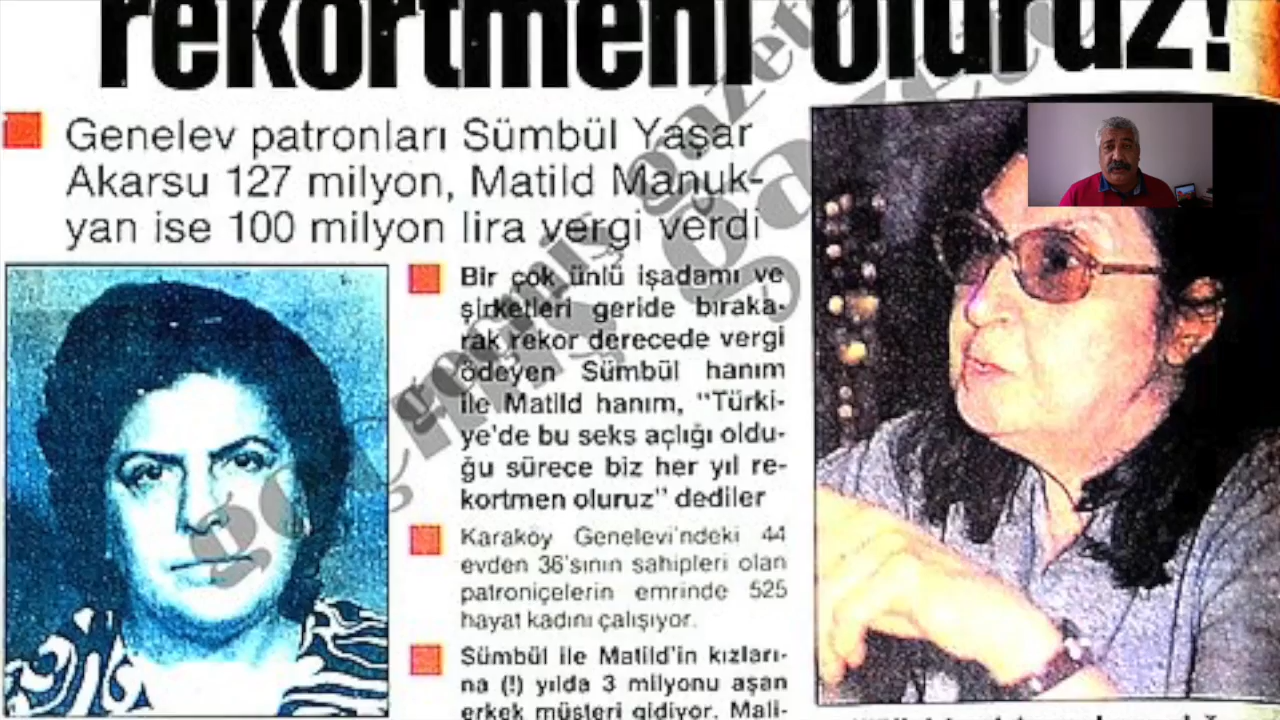 rekortmeni oluruz!
Genelev patronları Sümbül Yaşar
Akarsu 127 milyon, Matild Manuk-
yan ise 100 milyon lira vergi verdi
Bir çok ünlü işadamı ve
şirketleri geride bıraka-
rak rekor derecede vergi
ödeyen Sümbül hanım
ile Matild hanım, "Türki-
ye'de bu seks açlığı oldu-
ğu sürece biz her yıl re-
kortmen oluruz" dediler
Karaköy Genelevi'ndeki 44
evden 36'sının sahipleri olan
patroniçelerin emrinde 525
hayat kadını çalışıyor.
Sümbül ile Matild'in kızları-
na (!) yılda 3 milyonu aşan
erkek müşteri gidiyor. Mali-